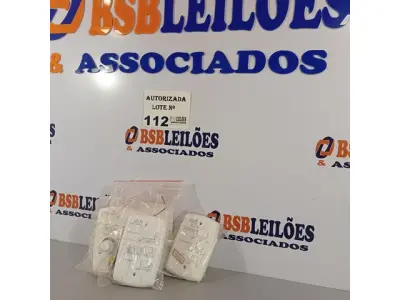 BSBLEILÕES
& ASSOCIADOS
AUTORIZADA
LOTE Nº
112
BSBLEILÕES
& ASSOCIADOS
BSBLEILÕES
& ASSOCIADOS
BSBLEILÕES
& ASSOCIADOS